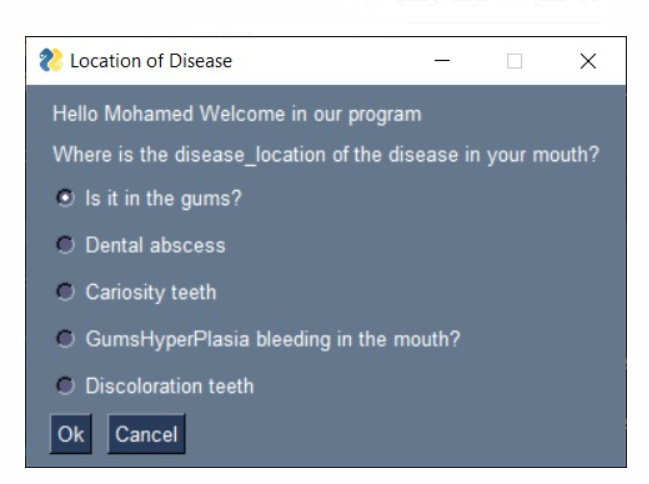 Location of Disease
Hello Mohamed Welcome in our program
Where is the disease_location of the disease in your mouth?
Is it in the gums?
Dental abscess
Cariosity teeth
GumsHyperPlasia bleeding in the mouth?
Discoloration teeth
Ok Cancel